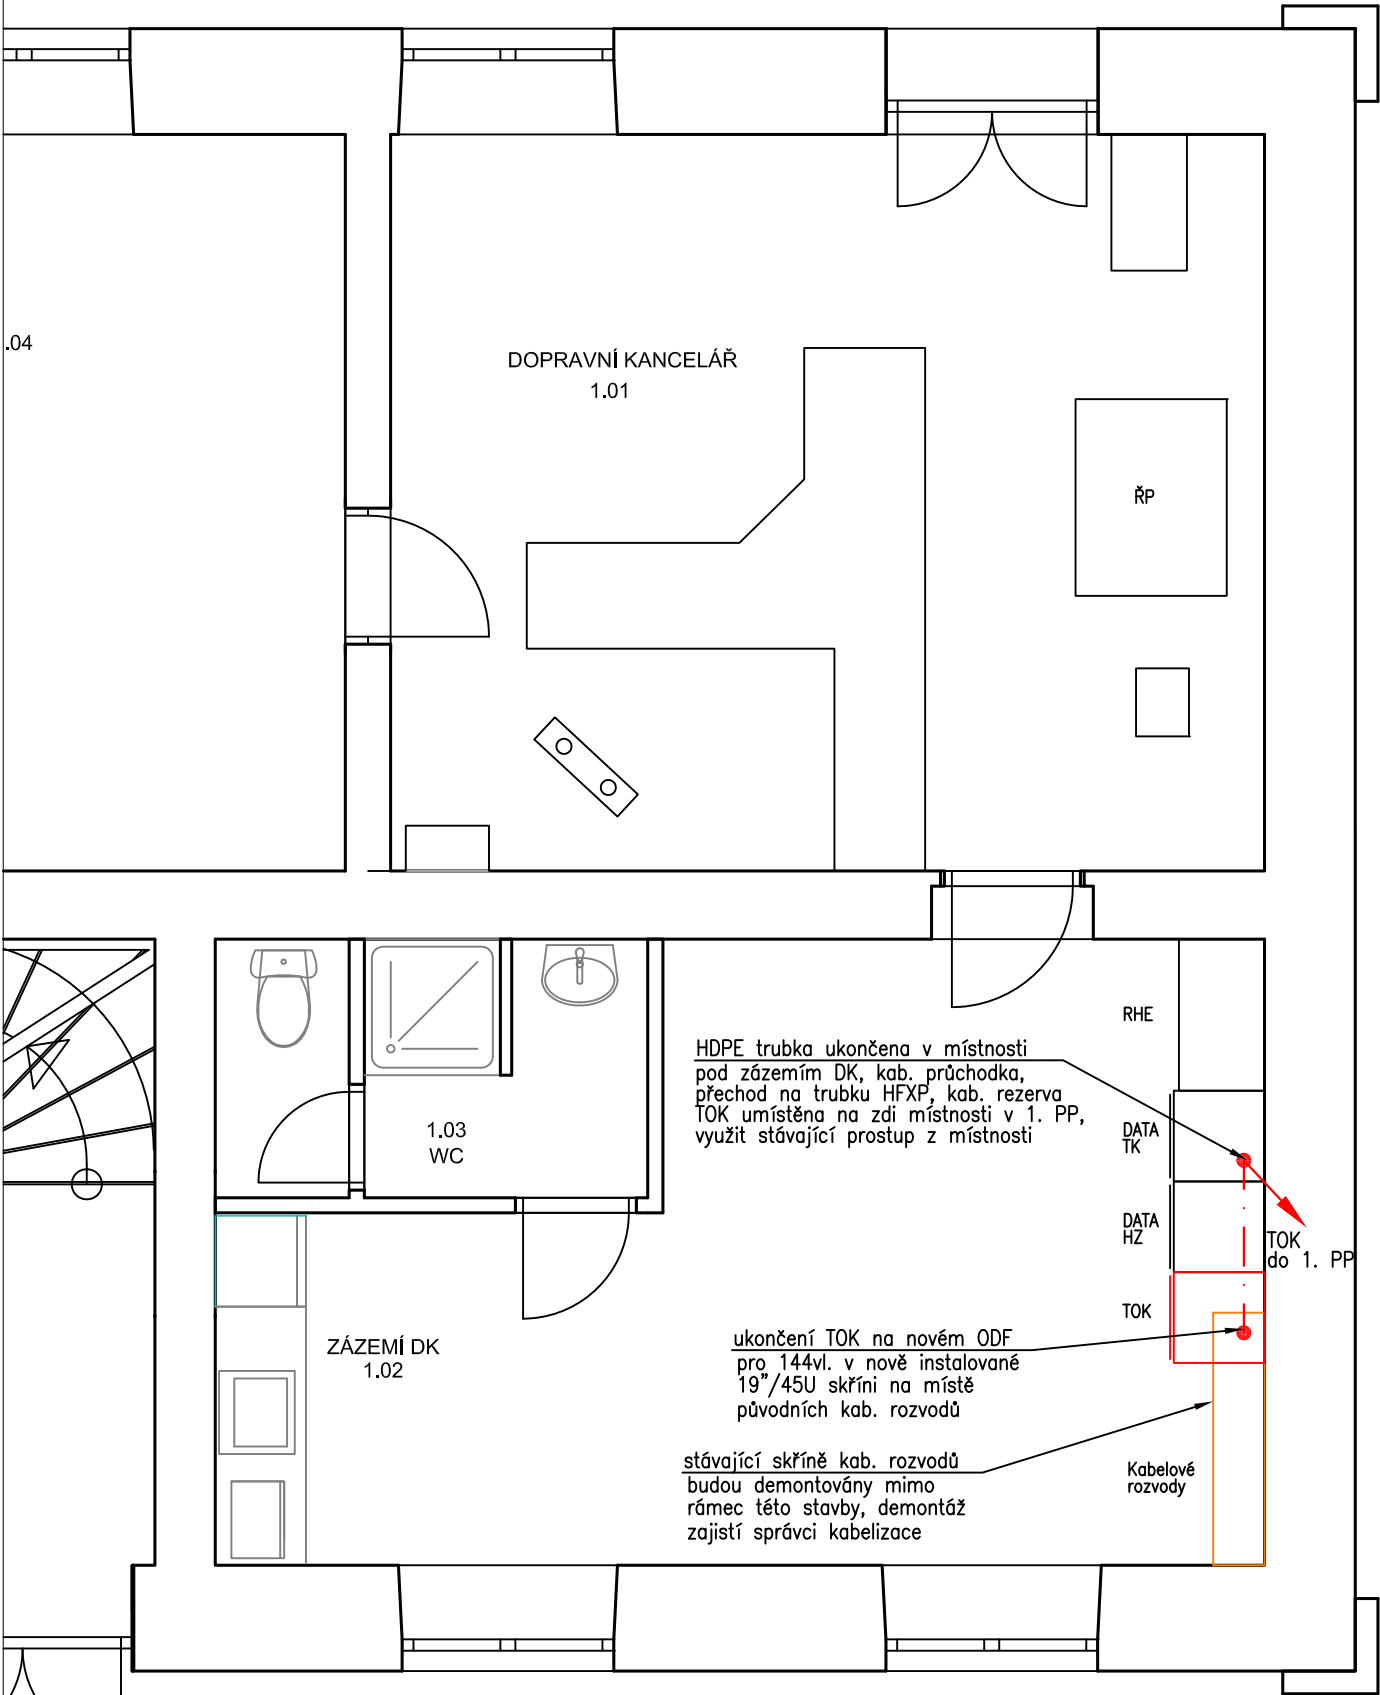 .04
DOPRAVNÍ KANCELÁŘ
1.01
ŘP
RHE
HDPE trubka ukončena v místnosti
pod zázemím DK, kab. průchodka,
přechod na trubku HFXP, kab. rezerva
TOK umístěna na zdi místnosti v 1. PP,
využit stávající prostup z místnosti
DATA
TK
1.03
WC
DATA
HZ
TOK
do 1. PP
TOK
ZÁZEMÍ DK
1.02
ukončení TOK na novém ODF
pro 144vl. v nově instalované
19"/45U skříni na místě
původních kab. rozvodů
stávající skříně kab. rozvodů
budou demontovány mimo
rámec této stavby, demontáž
zajistí správci kabelizace
Kabelové
rozvody